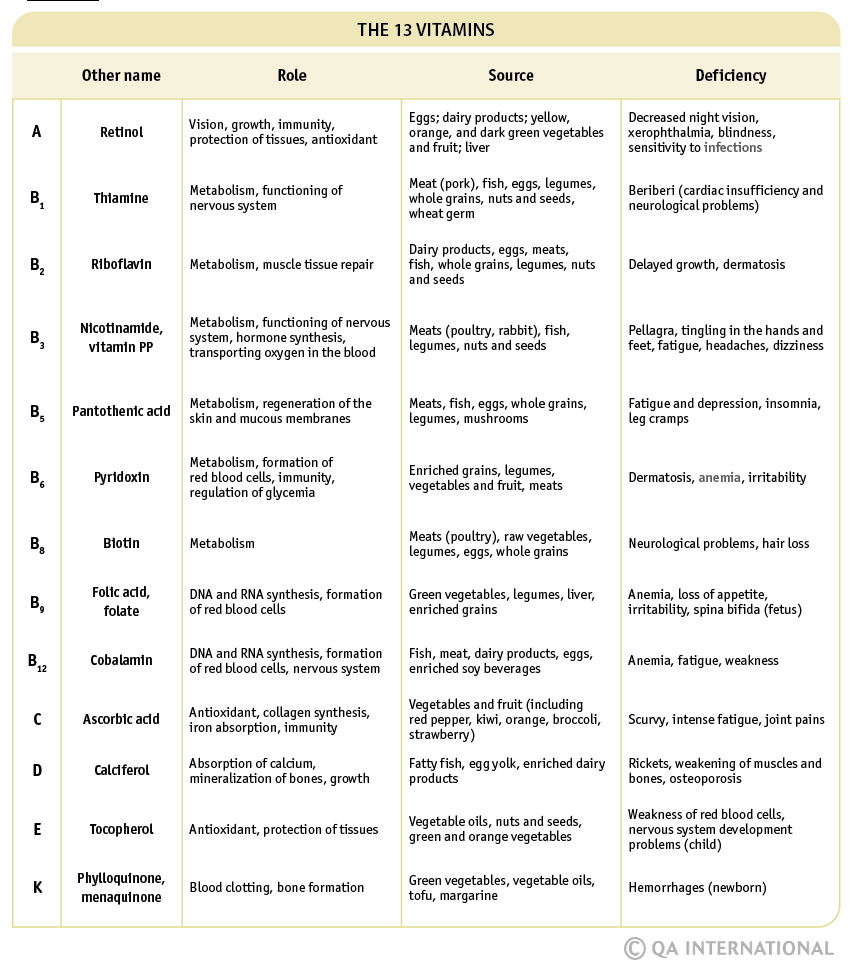 THE 13 VITAMINS
Other name Role Source Deficiency
A
Retinol
Vision, growth, immunity,
protection of tissues, antioxidant
Eggs; dairy products; yellow,
orange, and dark green vegetables
and fruit; liver
Decreased night vision,
xerophthalmia, blindness,
sensitivity to infections
B1
Thiamine
Metabolism, functioning of
nervous system
Meat (pork), fish, eggs, legumes,
whole grains, nuts and seeds,
wheat germ
Beriberi (cardiac insufficiency and
neurological problems)
B2
Riboflavin
Metabolism, muscle tissue repair
Dairy products, eggs, meats,
fish, whole grains, legumes, nuts
and seeds
Delayed growth, dermatosis
B3
Nicotinamide,
vitamin PP
Metabolism, functioning of nervous
system, hormone synthesis,
transporting oxygen in the blood
Meats (poultry, rabbit), fish,
legumes, nuts and seeds
Pellagra, tingling in the hands and
feet, fatigue, headaches, dizziness
B5
Pantothenic acid
Metabolism, regeneration of the
skin and mucous membranes
Meats, fish, eggs, whole grains,
legumes, mushrooms
Fatigue and depression, insomnia,
leg cramps
B6
Pyridoxin
Metabolism, formation of
red blood cells, immunity,
regulation of glycemia
Enriched grains, legumes,
vegetables and fruit, meats
Dermatosis, anemia, irritability
B8
Biotin
Metabolism
Meats (poultry), raw vegetables,
legumes, eggs, whole grains
Neurological problems, hair loss
B9
Folic acid,
folate
DNA and RNA synthesis, formation
of red blood cells
Green vegetables, legumes, liver,
enriched grains
Anemia, loss of appetite,
irritability, spina bifida (fetus)
B12
Cobalamin
DNA and RNA synthesis, formation
of red blood cells, nervous system
Fish, meat, dairy products, eggs,
enriched soy beverages
Anemia, fatigue, weakness
C
Ascorbic acid
Antioxidant, collagen synthesis,
iron absorption, immunity
Vegetables and fruit (including
red pepper, kiwi, orange, broccoli,
strawberry)
Scurvy, intense fatigue, joint pains
D
Calciferol
Absorption of calcium,
mineralization of bones, growth
Fatty fish, egg yolk, enriched dairy
products
Rickets, weakening of muscles and
bones, osteoporosis
E
Tocopherol
Antioxidant, protection of tissues
Vegetable oils, nuts and seeds,
green and orange vegetables
Weakness of red blood cells,
nervous system development
problems (child)
K
Phylloquinone,
menaquinone
Blood clotting, bone formation
Green vegetables, vegetable oils,
tofu, margarine
Hemorrhages (newborn)
© QA INTERNATIONAL